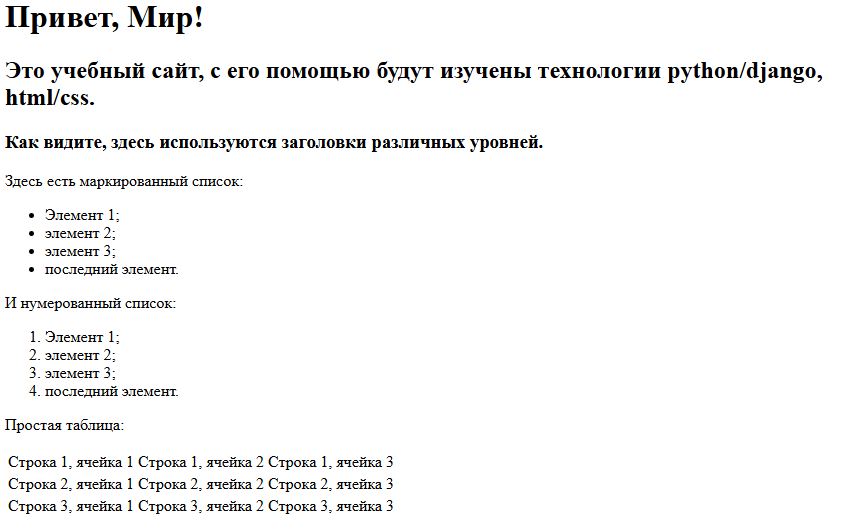 Привет, Мир!
Это учебный сайт, с его помощью будут изучены технологии python/django,
html/css.
Как видите, здесь используются заголовки различных уровней.
Здесь есть маркированный список:
• Элемент 1;
• элемент 2;
• элемент 3;
• последний элемент.
И нумерованный список:
1. Элемент 1;
2. элемент 2;
3. элемент 3;
4. последний элемент.
Простая таблица:
Строка 1, ячейка 1 Строка 1, ячейка 2 Строка 1, ячейка 3
Строка 2, ячейка 1 Строка 2, ячейка 2 Строка 2, ячейка 3
Строка 3, ячейка 1 Строка 3, ячейка 2 Строка 3, ячейка 3